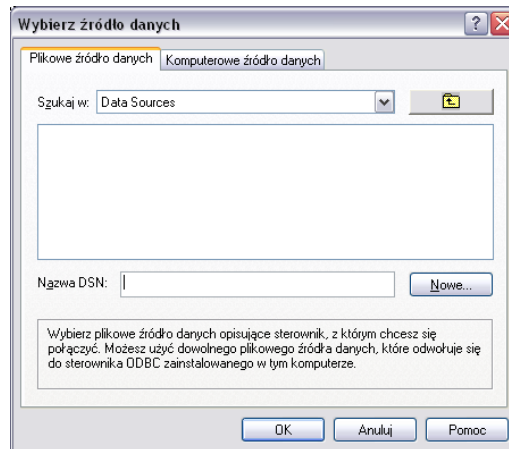 Wybierz źródło danych
Plikowe źródło danych
Komputerowe źródło danych
Szukaj w:
Data Sources
Nazwa DSN:
Nowe...
Wybierz plikowe źródło danych opisujące sterownik, z którym chcesz się
połączyć. Możesz użyć dowolnego plikowego źródła danych, które odwołuje się
do sterownika ODBC zainstalowanego w tym komputerze.
OK
Anuluj
Pomoc